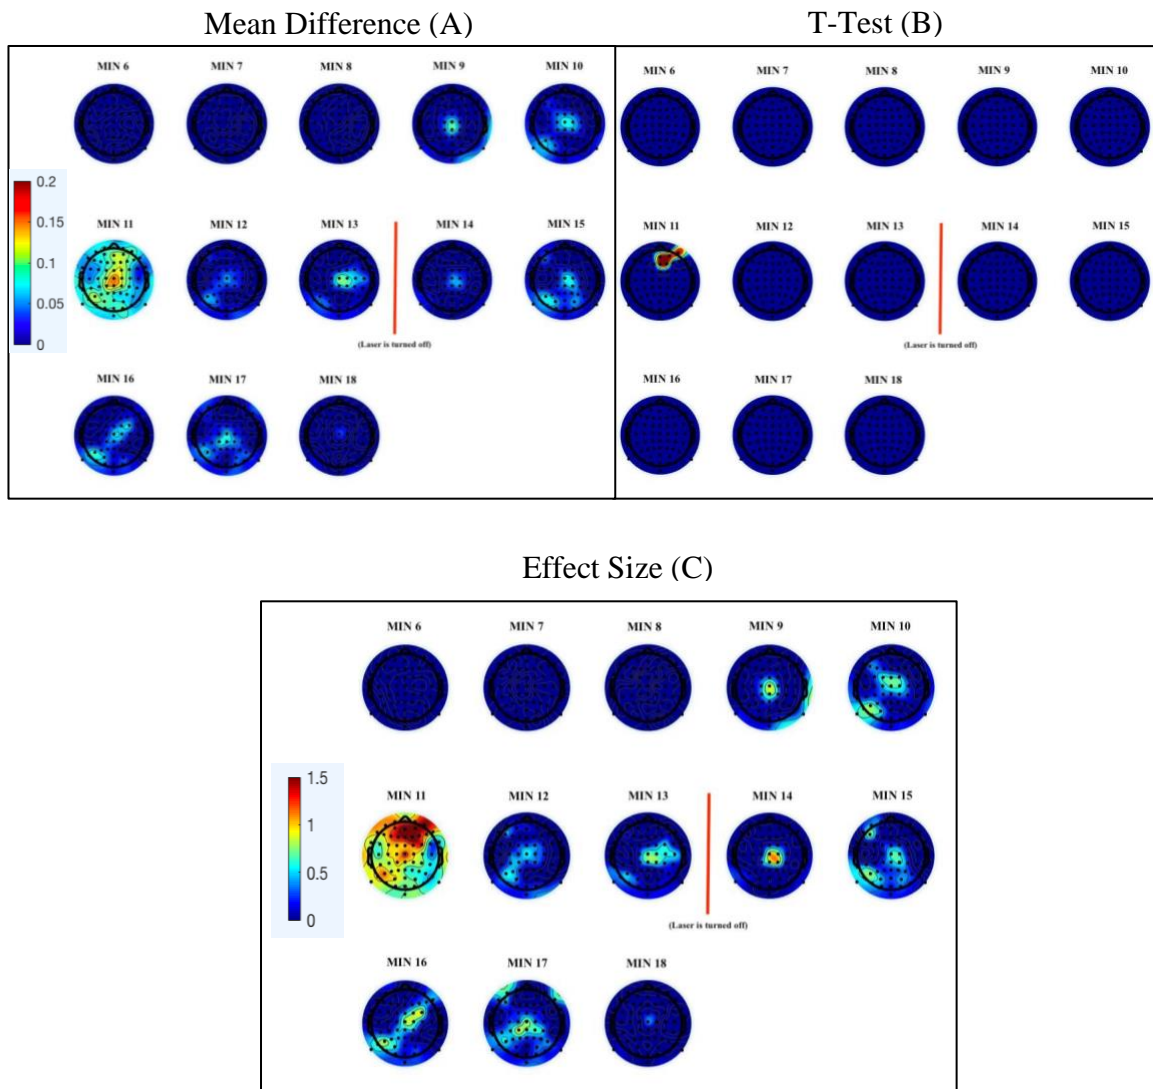 Mean Difference (A)
T-Test (B)
MIN 6 MIN 7 MIN 8 MIN 9 MIN 10
0.2
0.15
0.1
0.05
0
MIN 11 MIN 12 MIN 13 MIN 14 MIN 15
(Laser is turned off)
MIN 16 MIN 17 MIN 18
MIN 6 MIN 7 MIN 8 MIN 9 MIN 10
MIN 11 MIN 12 MIN 13 MIN 14 MIN 15
(Laser is turned off)
MIN 16 MIN 17 MIN 18
Effect Size (C)
MIN 6 MIN 7 MIN 8 MIN 9 MIN 10
1.5
1
0.5
0
MIN 11 MIN 12 MIN 13 MIN 14 MIN 15
(Laser is turned off)
MIN 16 MIN 17 MIN 18